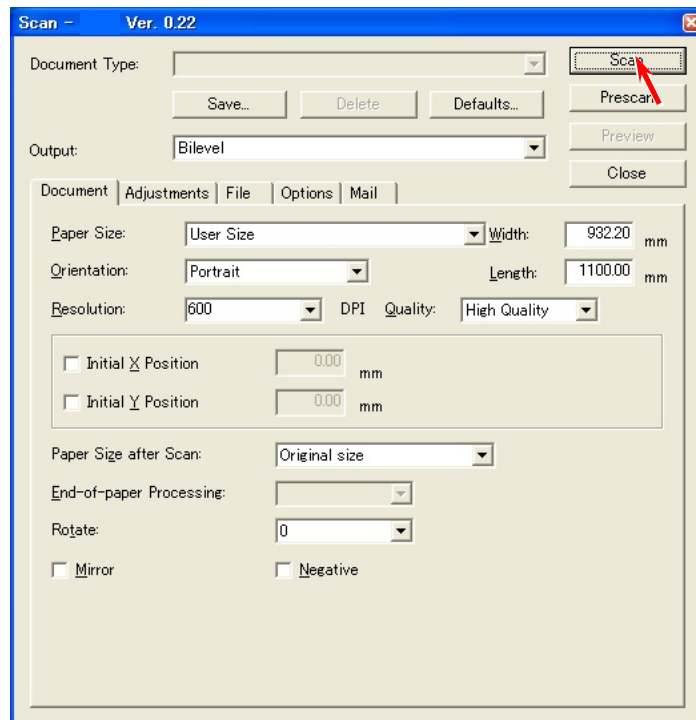 Scan - Ver. 0.22
Document Type:
Scan
Save... Delete Defaults... Prescan
Output: Bilevel Preview
Close
Document Adjustments File Options Mail
Paper Size: User Size Width: 932.20 mm
Orientation: Portrait Length: 1100.00 mm
Resolution: 600 DPI Quality: High Quality
Initial X Position 0.00 mm
Initial Y Position 0.00 mm
Paper Size after Scan: Original size
End-of-paper Processing:
Rotate: 0
Mirror Negative